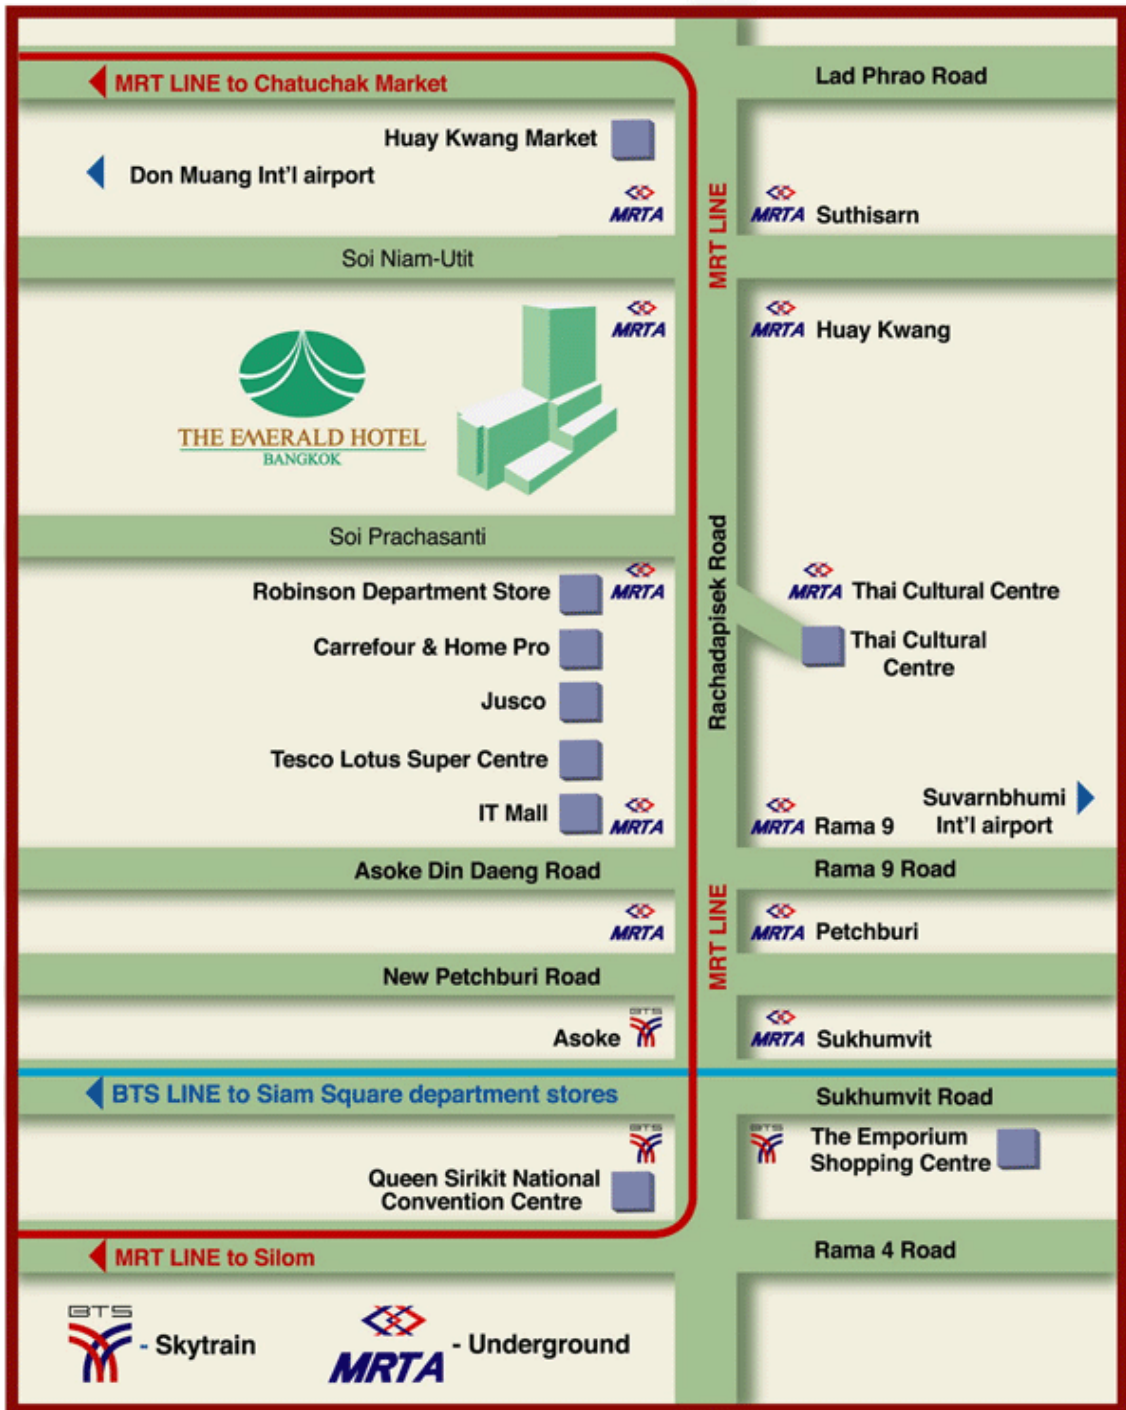 MRT LINE to Chatuchak Market
Lad Phrao Road
Huay Kwang Market
Don Muang Int'l airport
MRTA
MRT LINE
MRTA Suthisarn
Soi Niam-Utit
MRTA
MRTA Huay Kwang
THE EMERALD HOTEL
BANGKOK
Soi Prachasanti
Rachadapisek Road
Robinson Department Store
MRTA
MRTA Thai Cultural Centre
Carrefour & Home Pro
Thai Cultural
Centre
Jusco
Tesco Lotus Super Centre
Suvarnbhumi
Int'l airport
IT Mall
MRTA
MRTA Rama 9
Asoke Din Daeng Road
Rama 9 Road
MRTA
MRT LINE
MRTA Petchburi
New Petchburi Road
Asoke BTS
MRTA Sukhumvit
BTS LINE to Siam Square department stores
Sukhumvit Road
BTS
BTS
The Emporium
Shopping Centre
Queen Sirikit National
Convention Centre
MRT LINE to Silom
Rama 4 Road
BTS - Skytrain
MRTA - Underground